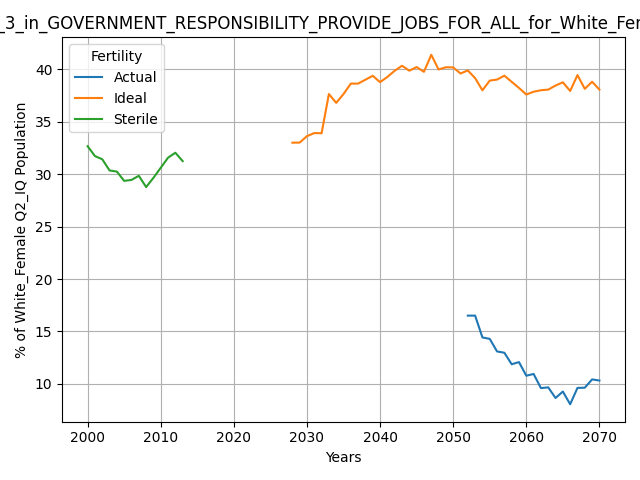 _3_in_GOVERNMENT_RESPONSIBILITY_PROVIDE_JOBS_FOR_ALL_for_White_Fem
Fertility
Actual
Ideal
Sterile
% of White_Female Q2_IQ Population
40
35
30
25
20
15
10
2000 2010 2020 2030 2040 2050 2060 2070
Years